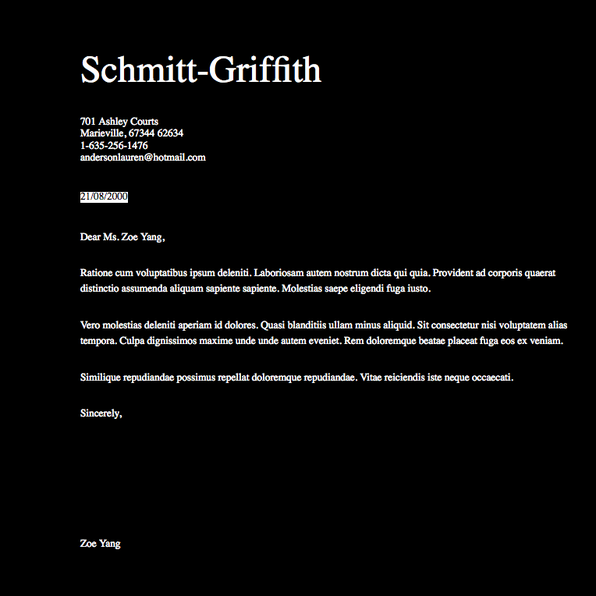 Schmitt-Griffith
701 Ashley Courts
Marieville, 67344 62634
1-635-256-1476
andersonlauren@hotmail.com
21/08/2000
Dear Ms. Zoe Yang,
Ratione cum voluptatibus ipsum deleniti. Laboriosam autem nostrum dicta qui quia. Provident ad corporis quaerat
distinctio assumenda aliquam sapiente sapiente. Molestias saepe eligendi fuga iusto.
Vero molestias deleniti aperiam id dolores. Quasi blanditiis ullam minus aliquid. Sit consectetur nisi voluptatem alias
tempora. Culpa dignissimos maxime unde unde autem eveniet. Rem doloremque beatae placeat fuga eos ex veniam.
Similique repudiandae possimus repellat doloremque repudiandae. Vitae reiciendis iste neque occaecati.
Sincerely,
Zoe Yang